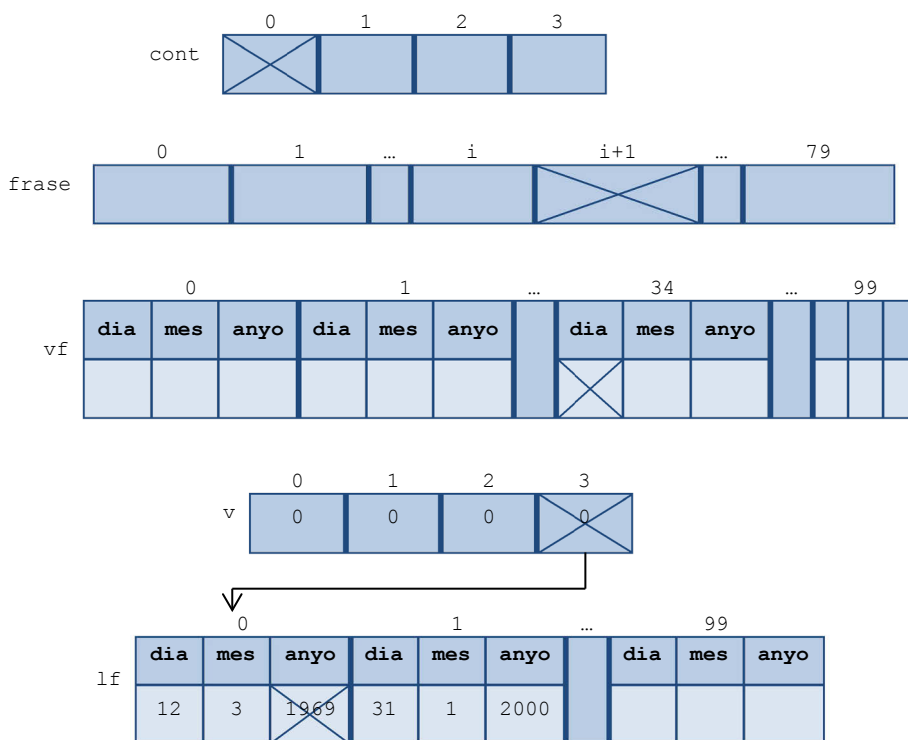 0 1 2 3
cont
0 1 … i i+1 … 79
frase
0 1 … 34 … 99
dia mes anyo dia mes anyo dia mes anyo
vf
0 1 2 3
v 0 0 0 0
0 1 … 99
dia mes anyo dia mes anyo dia mes anyo
lf
12 3 1969 31 1 2000